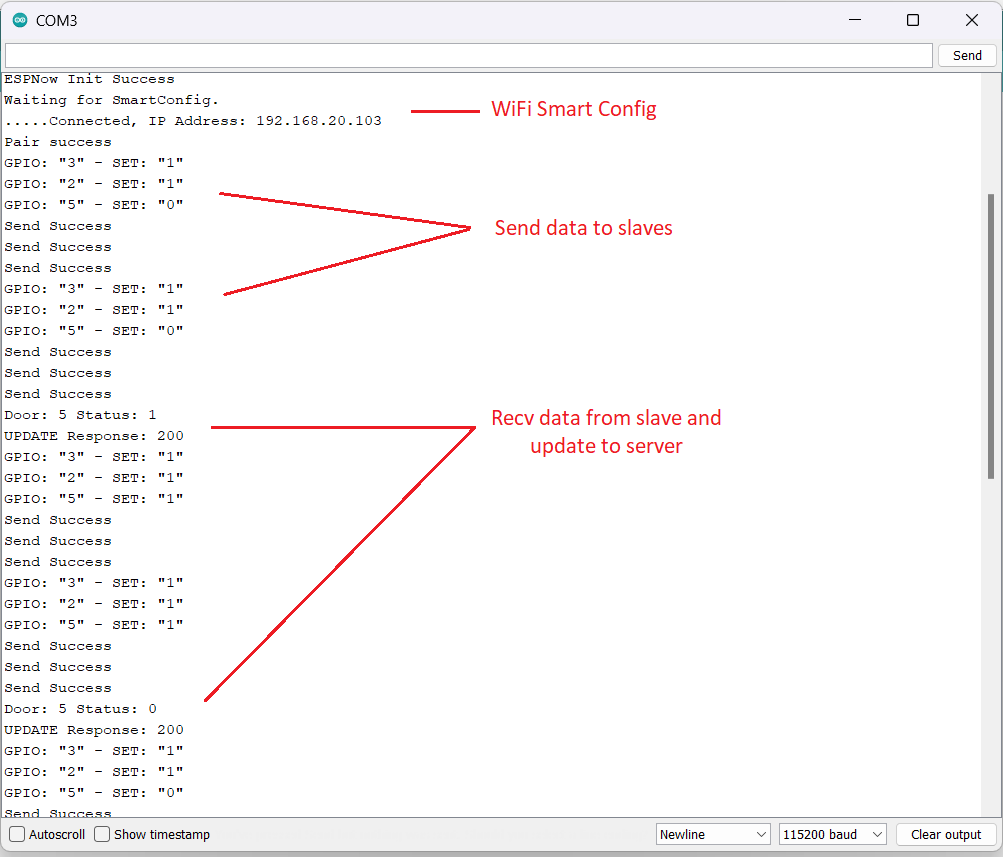 COM3
Send
ESPNow Init Success
Waiting for SmartConfig.
.....Connected, IP Address: 192.168.20.103
WiFi Smart Config
Pair success
GPIO: "3" - SET: "1"
GPIO: "2" - SET: "1"
GPIO: "5" - SET: "0"
Send data to slaves
Send Success
Send Success
Send Success
GPIO: "3" - SET: "1"
GPIO: "2" - SET: "1"
GPIO: "5" - SET: "0"
Send Success
Send Success
Send Success
Door: 5 Status: 1
UPDATE Response: 200
Recv data from slave and
update to server
GPIO: "3" - SET: "1"
GPIO: "2" - SET: "1"
GPIO: "5" - SET: "1"
Send Success
Send Success
Send Success
GPIO: "3" - SET: "1"
GPIO: "2" - SET: "1"
GPIO: "5" - SET: "1"
Send Success
Send Success
Send Success
Door: 5 Status: 0
UPDATE Response: 200
GPIO: "3" - SET: "1"
GPIO: "2" - SET: "1"
GPIO: "5" - SET: "0"
Send Success
Autoscroll
Show timestamp
Newline
115200 baud
Clear output